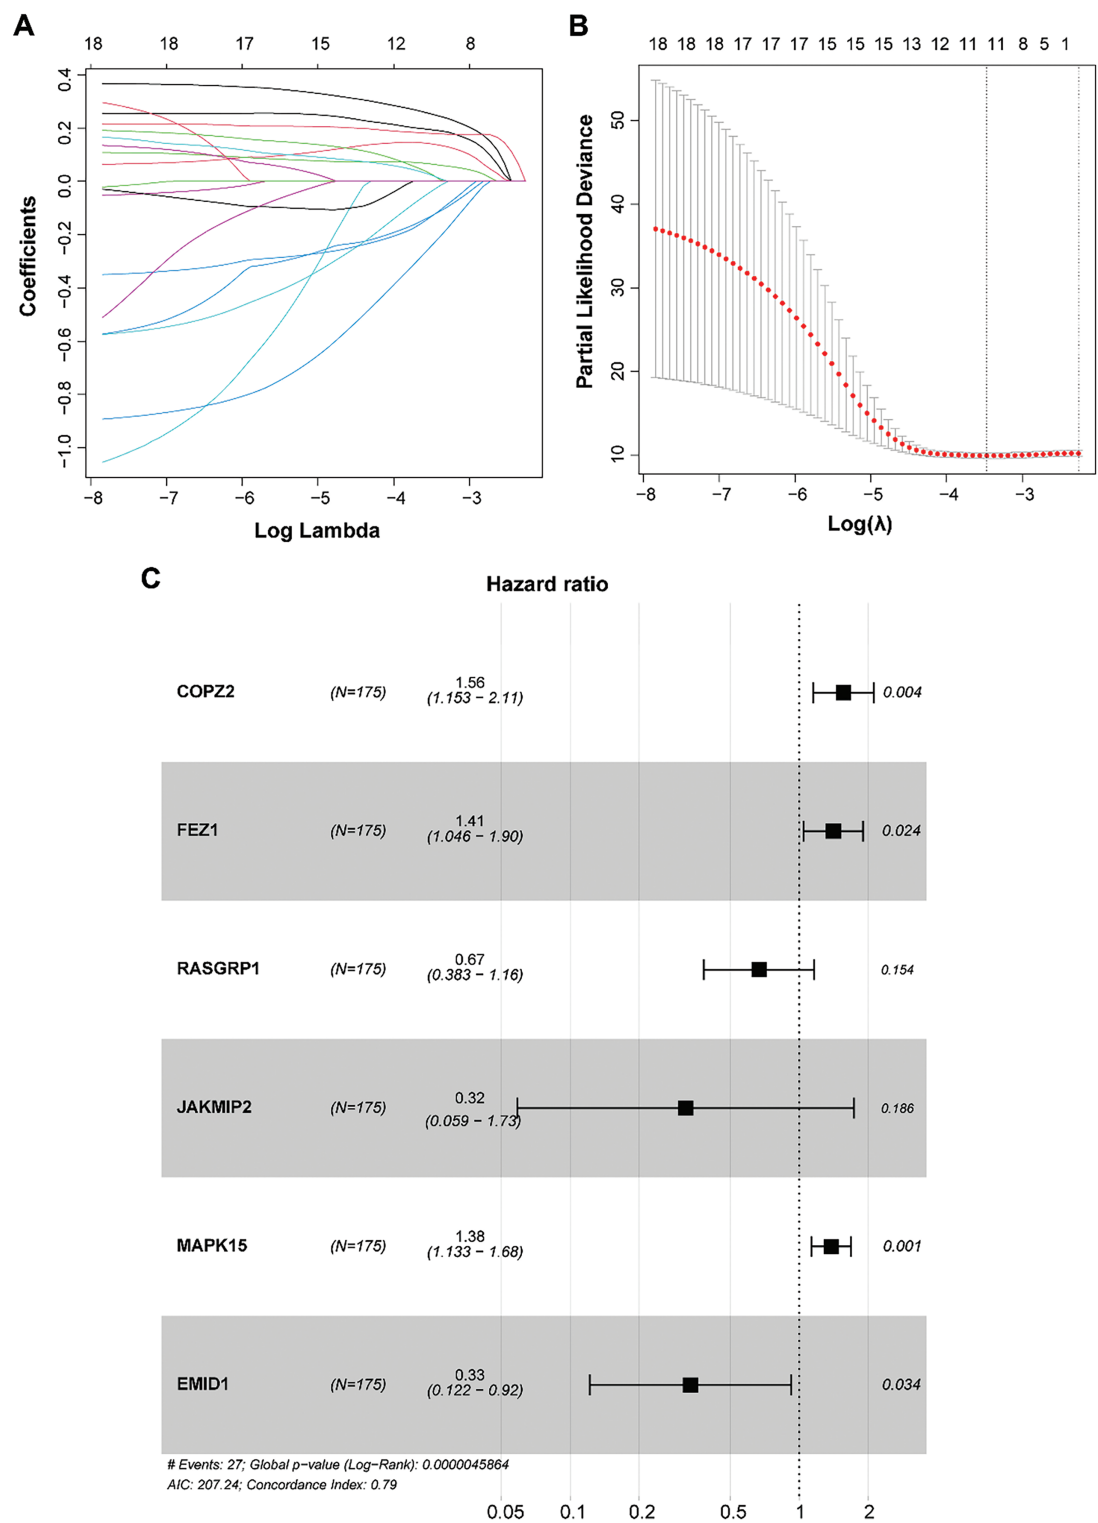 A
18 18 17 15 12 8
0.4
0.2
0.0
−0.2
−0.4
−0.6
−0.8
−1.0
Coefficients
−8 −7 −6 −5 −4 −3
Log Lambda
B
18 18 18 17 17 17 15 15 15 13 12 11 11 8 5 1
50
40
30
20
10
Partial Likelihood Deviance
−8 −7 −6 −5 −4 −3
Log(λ)
C
Hazard ratio
COPZ2 (N=175) 1.56 0.004
(1.153 − 2.11)
FEZ1 (N=175) 1.41 0.024
(1.046 − 1.90)
RASGRP1 (N=175) 0.67 0.154
(0.383 − 1.16)
JAKMIP2 (N=175) 0.32 0.186
(0.059 − 1.73)
MAPK15 (N=175) 1.38 0.001
(1.133 − 1.68)
EMID1 (N=175) 0.33 0.034
(0.122 − 0.92)
# Events: 27; Global p−value (Log−Rank): 0.0000045864
AIC: 207.24; Concordance Index: 0.79
0.05 0.1 0.2 0.5 1 2